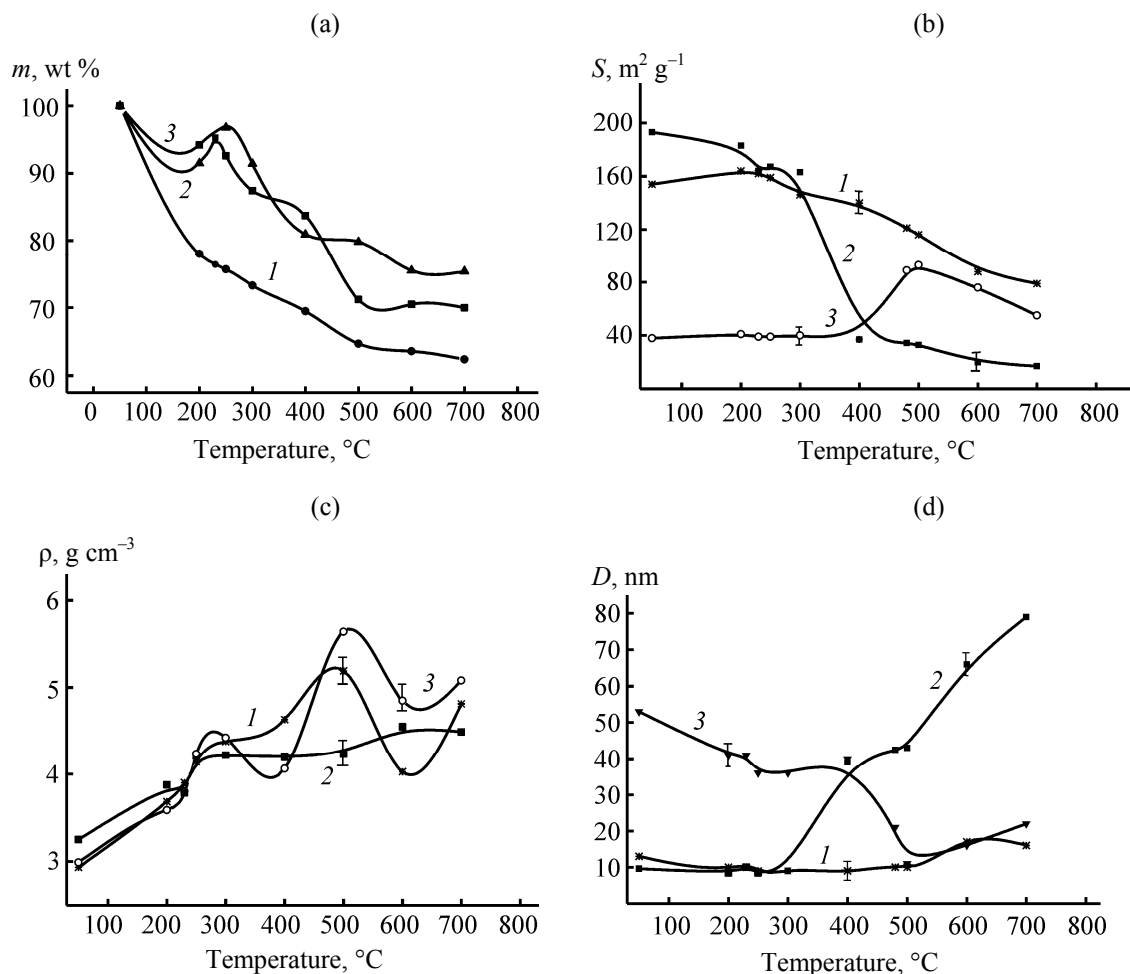 (a)
m, wt %
100
90
80
70
60
3
2
1
0 100 200 300 400 500 600 700 800
Temperature, °C
(b)
S, m² g⁻¹
200
160
120
80
40
1
2
3
100 200 300 400 500 600 700 800
Temperature, °C
(c)
ρ, g cm⁻³
6
5
4
3
1
3
2
100 200 300 400 500 600 700 800
Temperature, °C
(d)
D, nm
80
70
60
50
40
30
20
10
2
3
1
100 200 300 400 500 600 700 800
Temperature, °C